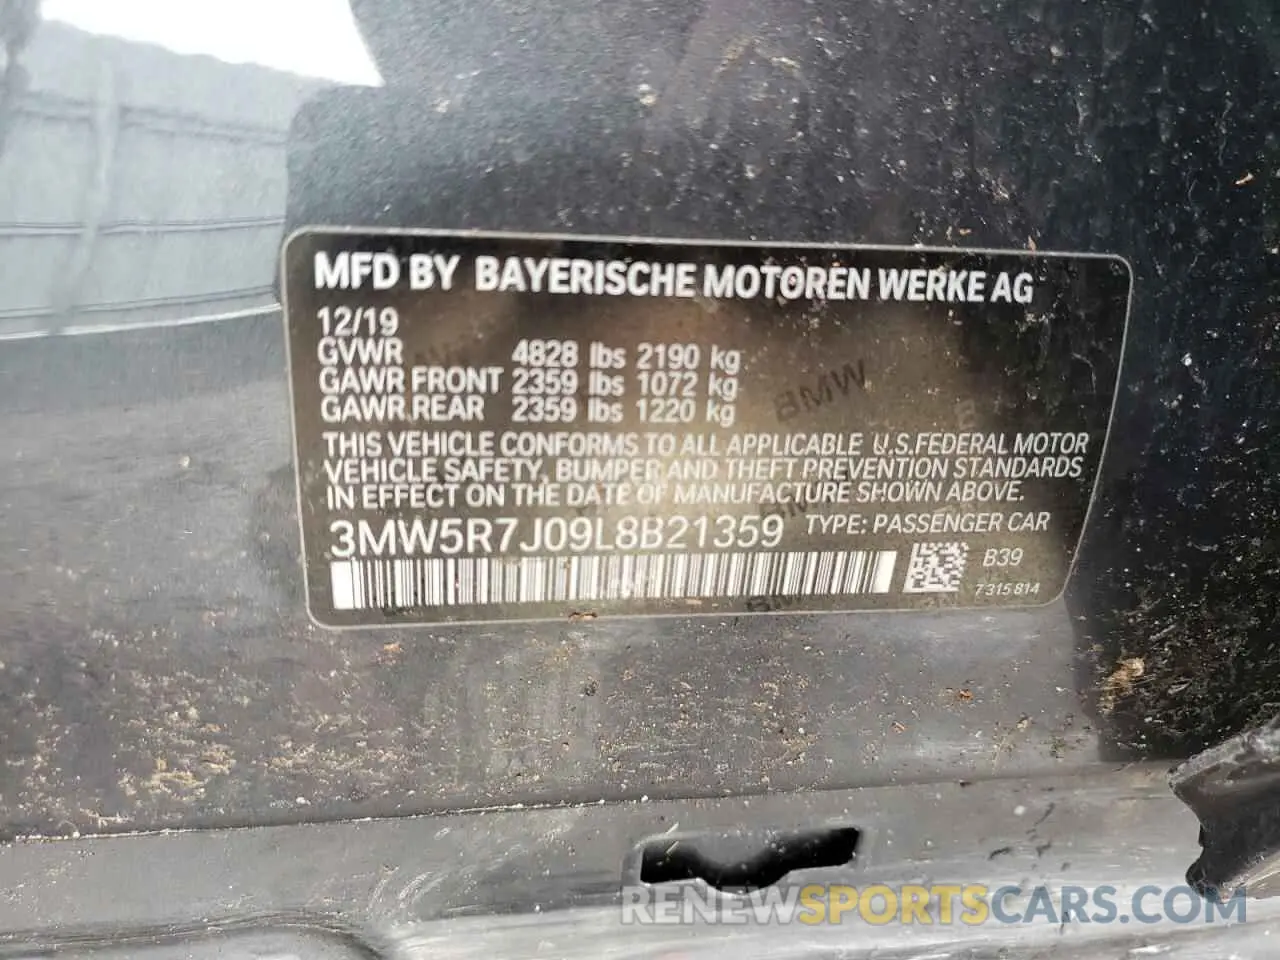 MFD BY BAYERISCHE MOTOREN WERKE AG
12/19
GVWR 4828 lbs 2190 kg
GAWR FRONT 2359 lbs 1072 kg
GAWR REAR 2359 lbs 1220 kg
THIS VEHICLE CONFORMS TO ALL APPLICABLE U.S.FEDERAL MOTOR
VEHICLE SAFETY, BUMPER, AND THEFT PREVENTION STANDARDS
IN EFFECT ON THE DATE OF MANUFACTURE SHOWN ABOVE.
3MW5R7J09L8B21359 TYPE: PASSENGER CAR
B39
7315814
BMW
RENEWSPORTSCARS.COM